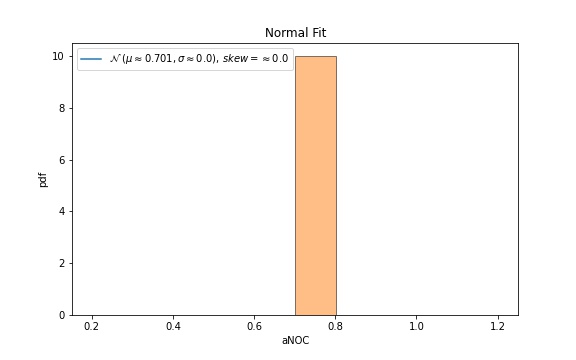 Normal Fit
𝒩(μ ≈ 0.701, σ ≈ 0.0), skew = ≈ 0.0
pdf
10
8
6
4
2
0
0.2 0.4 0.6 0.8 1.0 1.2
aNOC